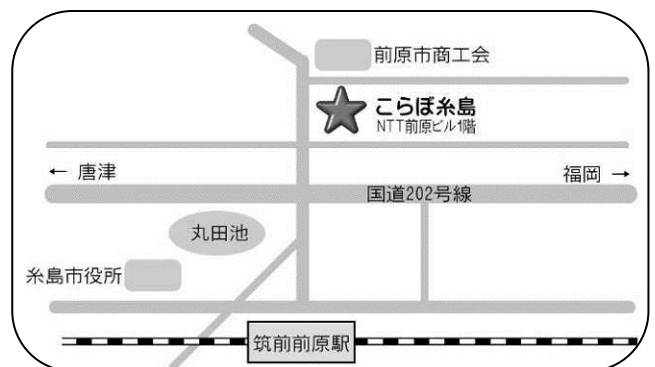 前原市商工会
こらぼ糸島
NTT前原ビル1階
← 唐津
福岡 →
国道202号線
丸田池
糸島市役所
筑前前原駅